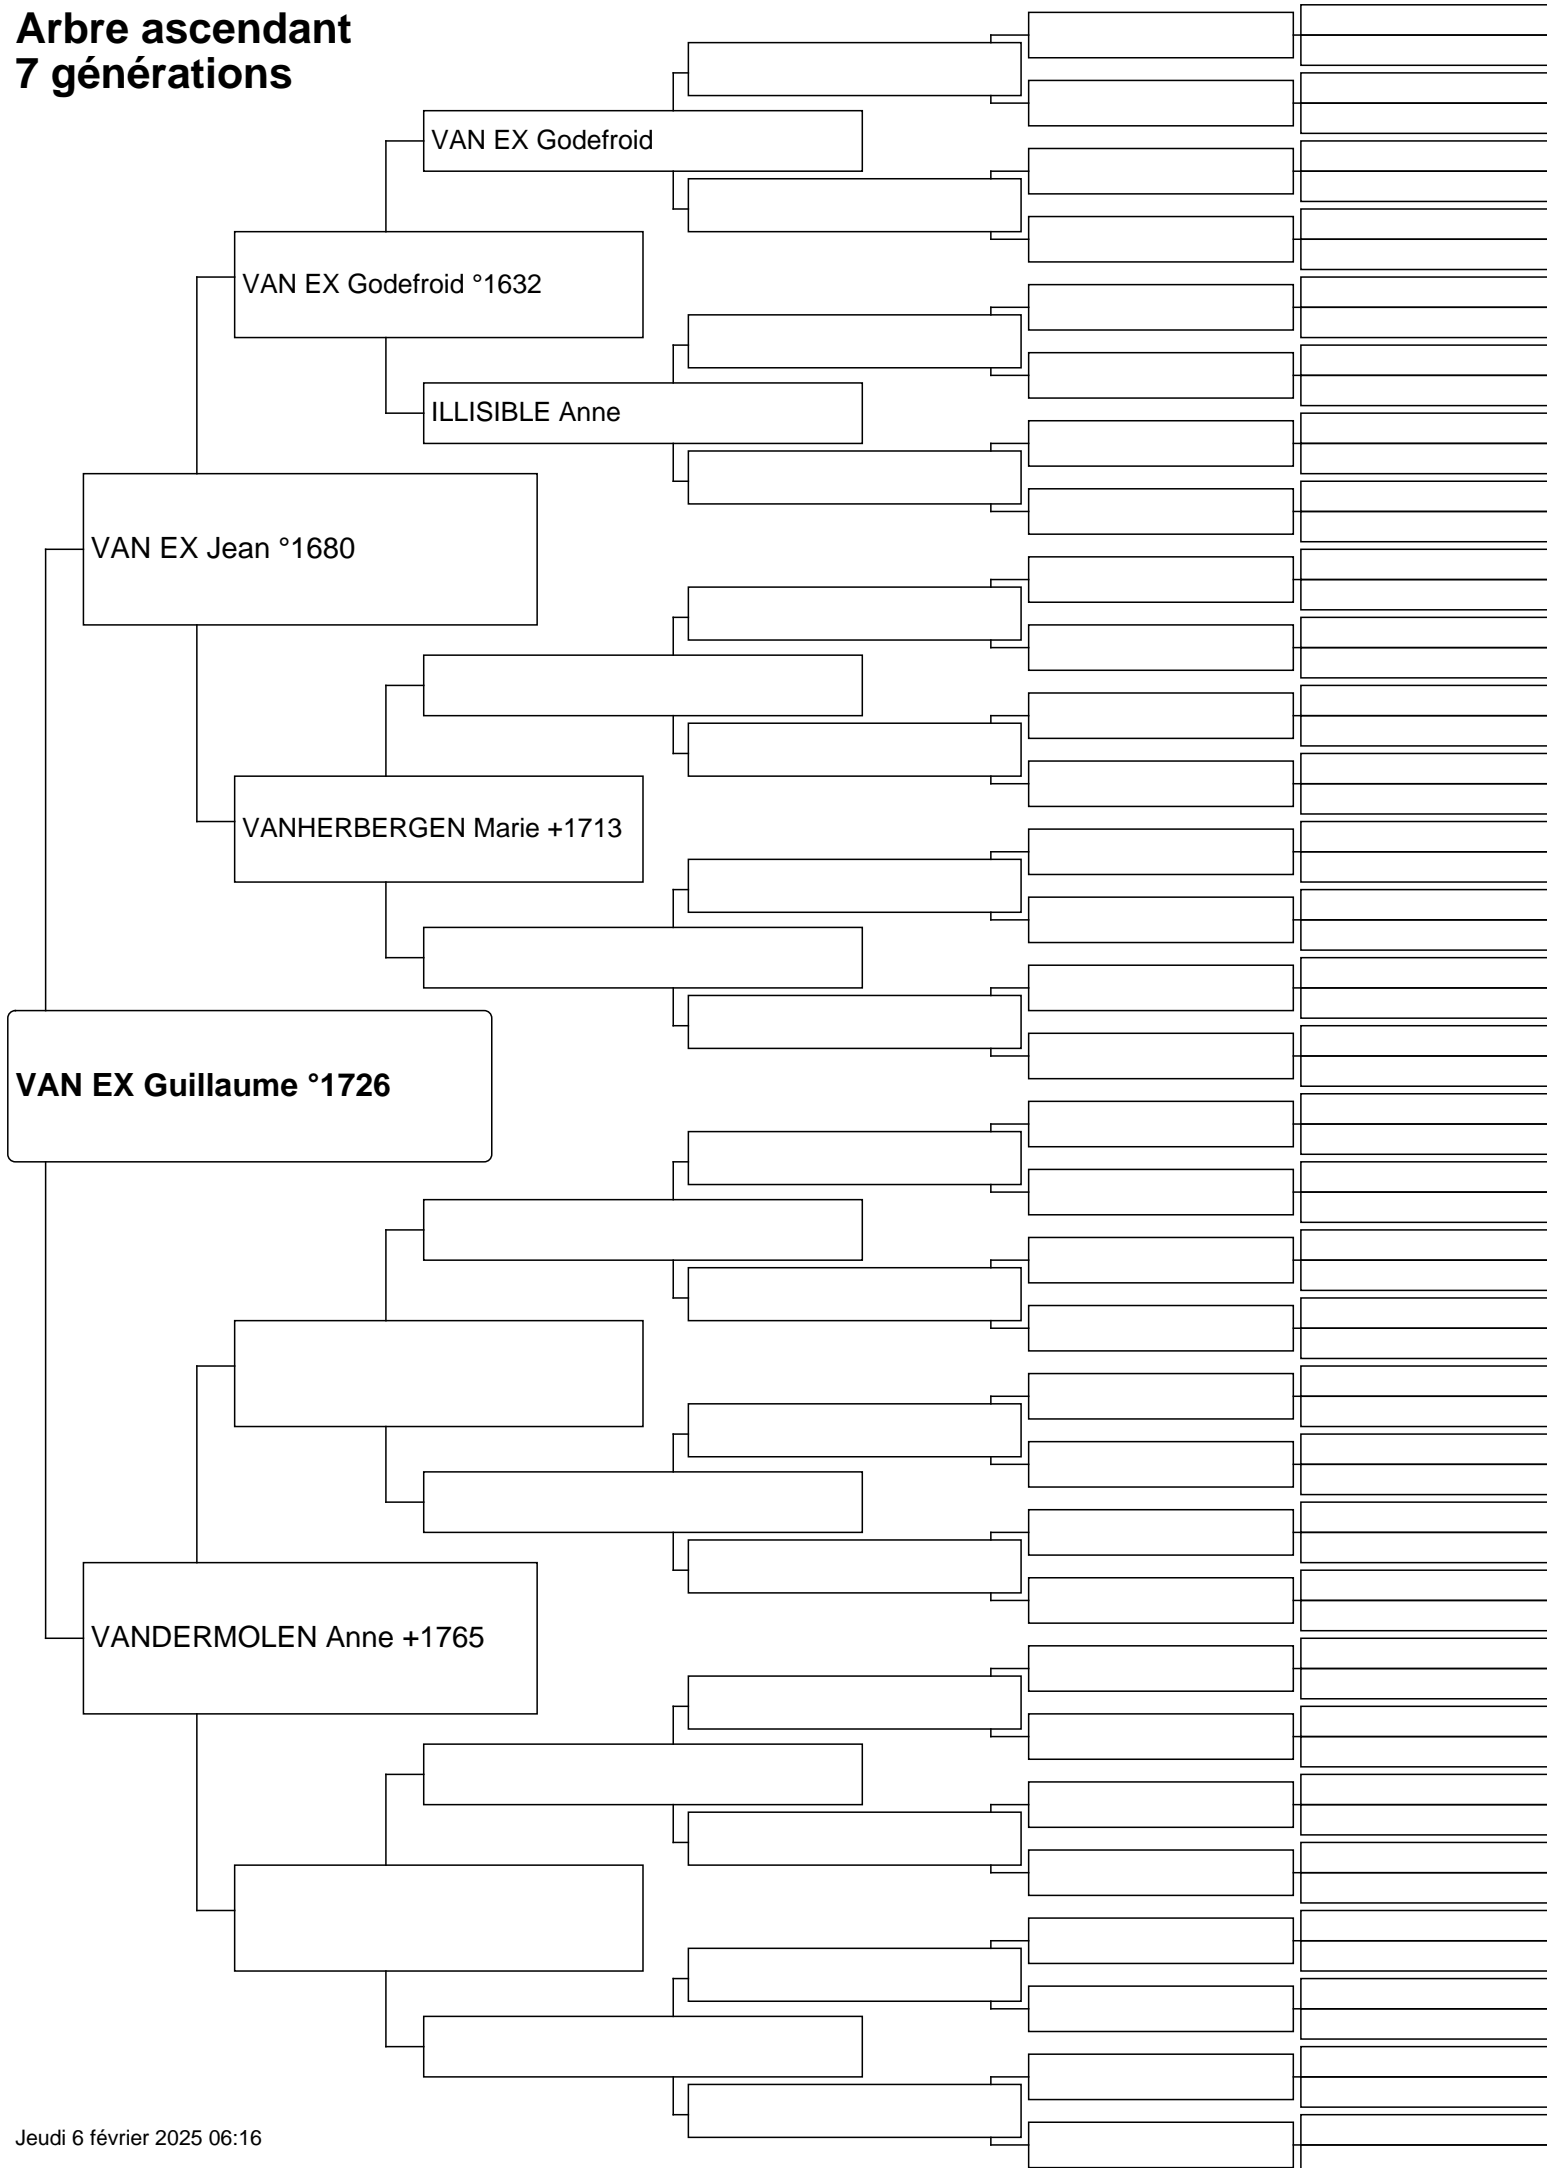 Arbre ascendant
7 générations
VAN EX Godefroid
VAN EX Godefroid °1632
ILLISIBLE Anne
VAN EX Jean °1680
VANHERBERGEN Marie +1713
VAN EX Guillaume °1726
VANDERMOLEN Anne +1765
Jeudi 6 février 2025 06:16